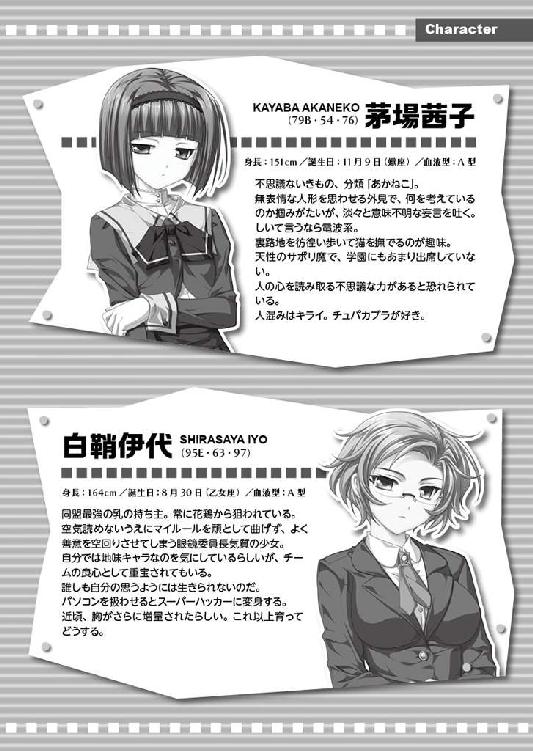 Character
KAYABA AKANEKO
(79B・54・76) 茅場茜子
身長：151cm／誕生日：11月9日（蠍座）／血液型：A型
不思議ないきもの、分類「あかねこ」。
無表情な人形を思わせる外見で、何を考えている
のか掴みがたいが、淡々と意味不明な妄言を吐く。
しいて言うなら電波系。
裏路地を彷徨い歩いて猫を撫でるのが趣味。
天性のサボリ魔で、学園にもあまり出席していな
い。
人の心を読み取る不思議な力があると恐れられて
いる。
人混みはキライ。チュパカブラが好き。
白鞘伊代 SHIRASAYA IYO
(95E・63・97)
身長：164cm／誕生日：8月30日（乙女座）／血液型：A型
同盟最強の乳の持ち主。常に花鶏から狙われている。
空気読めないうえにマイルールを頑として曲げず、よく
善意を空回りさせてしまう眼鏡委員長気質の少女。
自分では地味キャラなのを気にしているらしいが、チー
ムの良心として重宝されてもいる。
誰しも自分の思うようには生きられないのだ。
パソコンを扱わせるとスーパーハッカーに変身する。
近頃、胸がさらに増量されたらしい。これ以上育って
どうする。